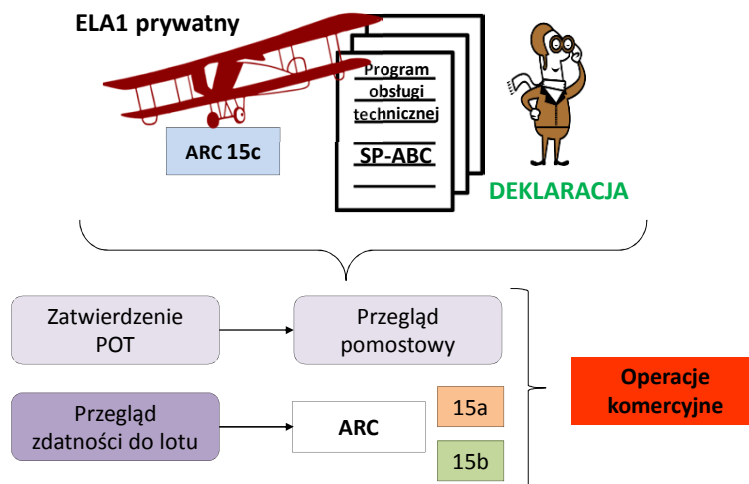 ELA1 prywatny
Program
obsługi
technicznej
SP-ABC
ARC 15c
DEKLARACJA
Zatwierdzenie
POT
Przegląd
pomostowy
Operacje
komercyjne
Przegląd
zdatności do lotu
ARC
15a
15b